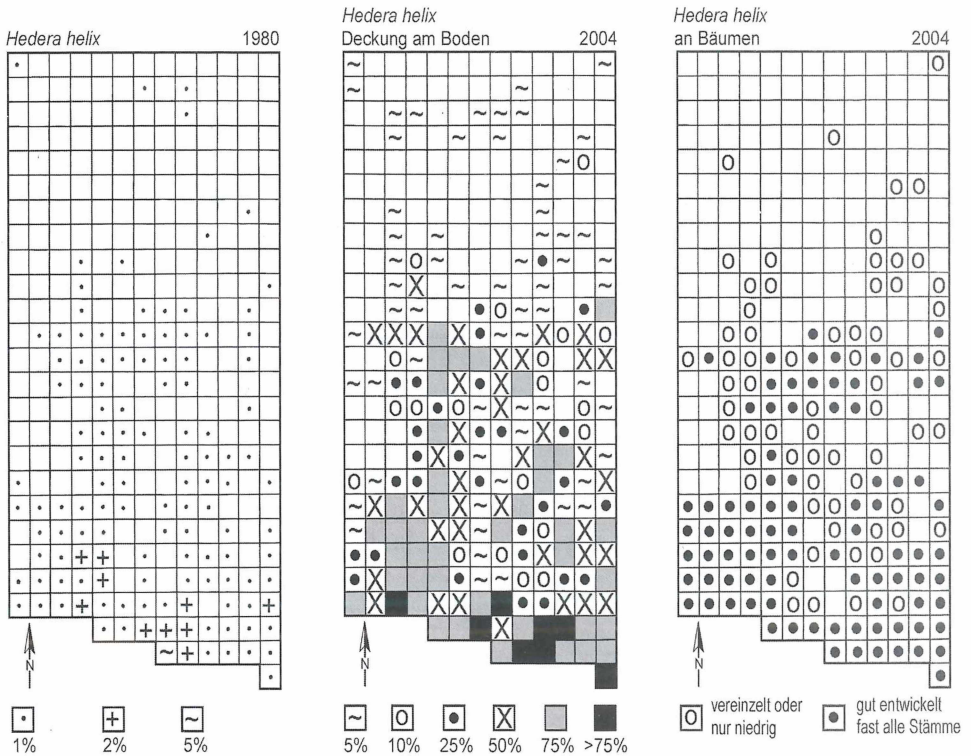 Hedera helix 1980
Hedera helix
Deckung am Boden 2004
Hedera helix
an Bäumen 2004
N
N
N
1% 2% 5%
5% 10% 25% 50% 75% >75%
vereinzelt oder
nur niedrig
gut entwickelt
fast alle Stämme